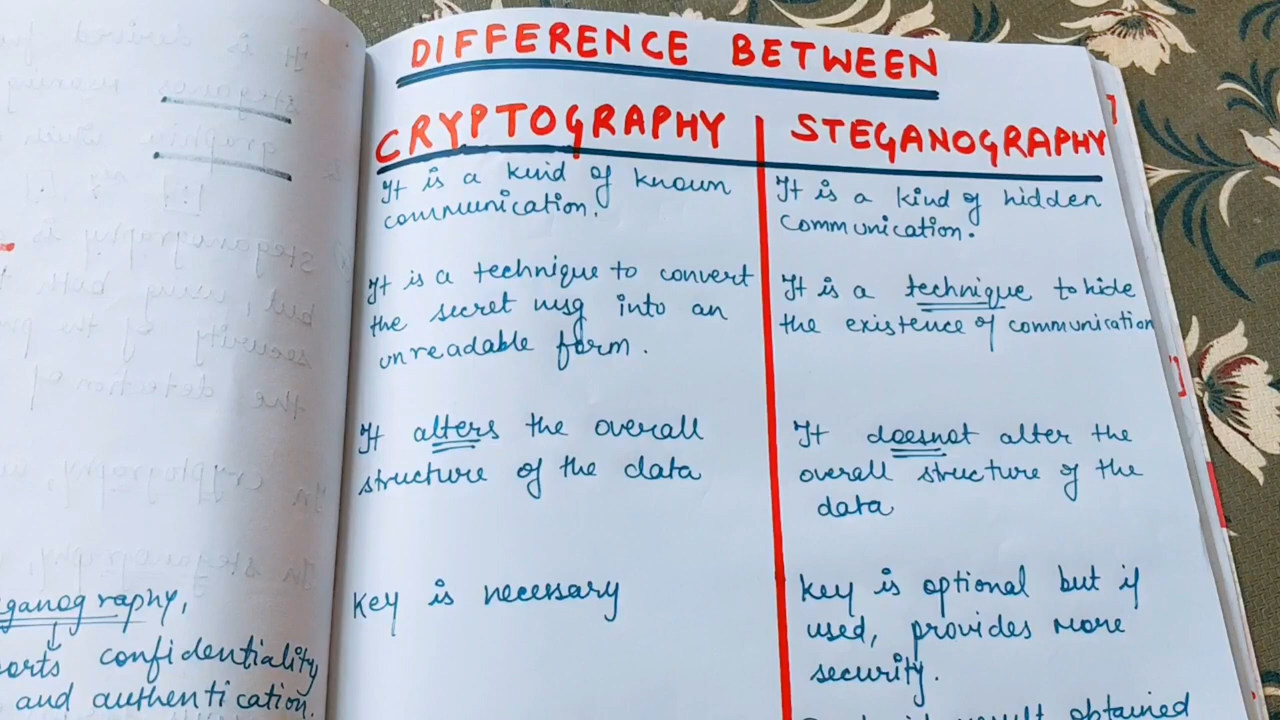 DIFFERENCE BETWEEN
CRYPTOGRAPHY
It is a kind of known
communication.
It is a technique to convert
the secret msg into an
unreadable form.
It alters the overall
structure of the data
Key is necessary
STEGANOGRAPHY
It is a kind of hidden
communication.
It is a technique to hide
the existence of communication
It doesnot alter the
overall structure of the
data
Key is optional but if
used, provides more
security.
result obtained
ganography,
confidentiality
and authentication.